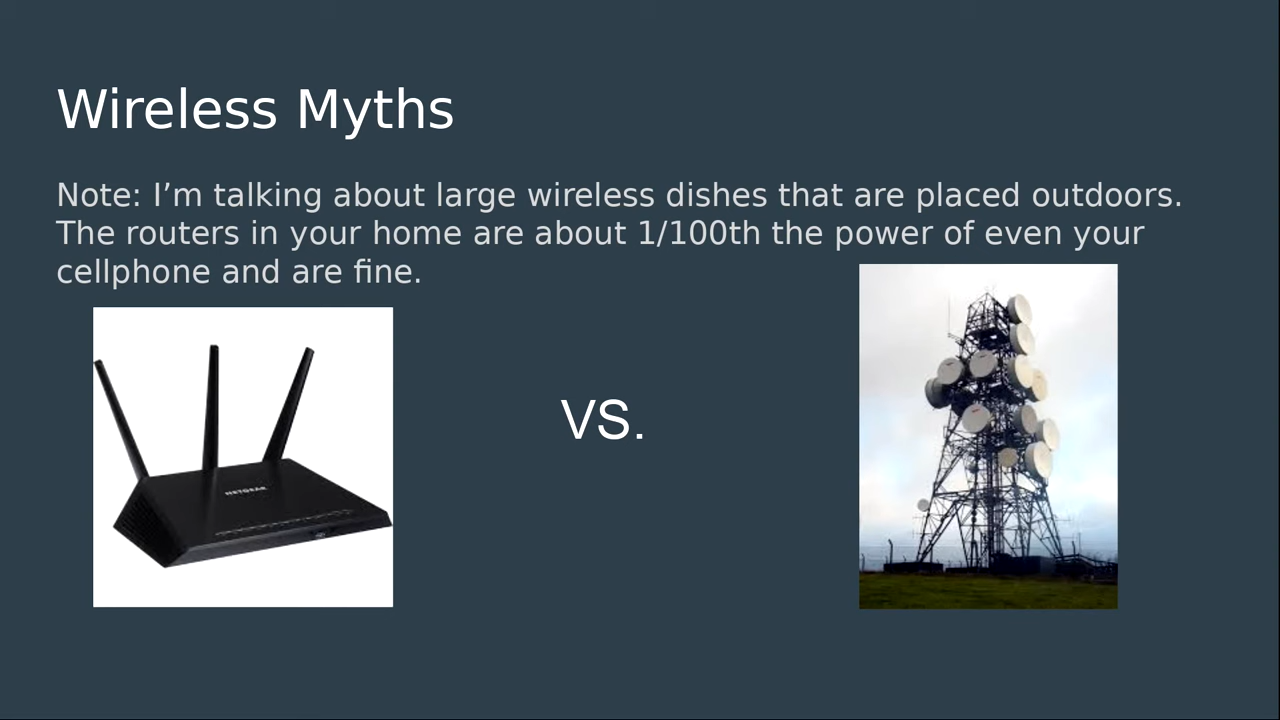 Wireless Myths
Note: I’m talking about large wireless dishes that are placed outdoors.
The routers in your home are about 1/100th the power of even your
cellphone and are fine.
NETGEAR
VS.